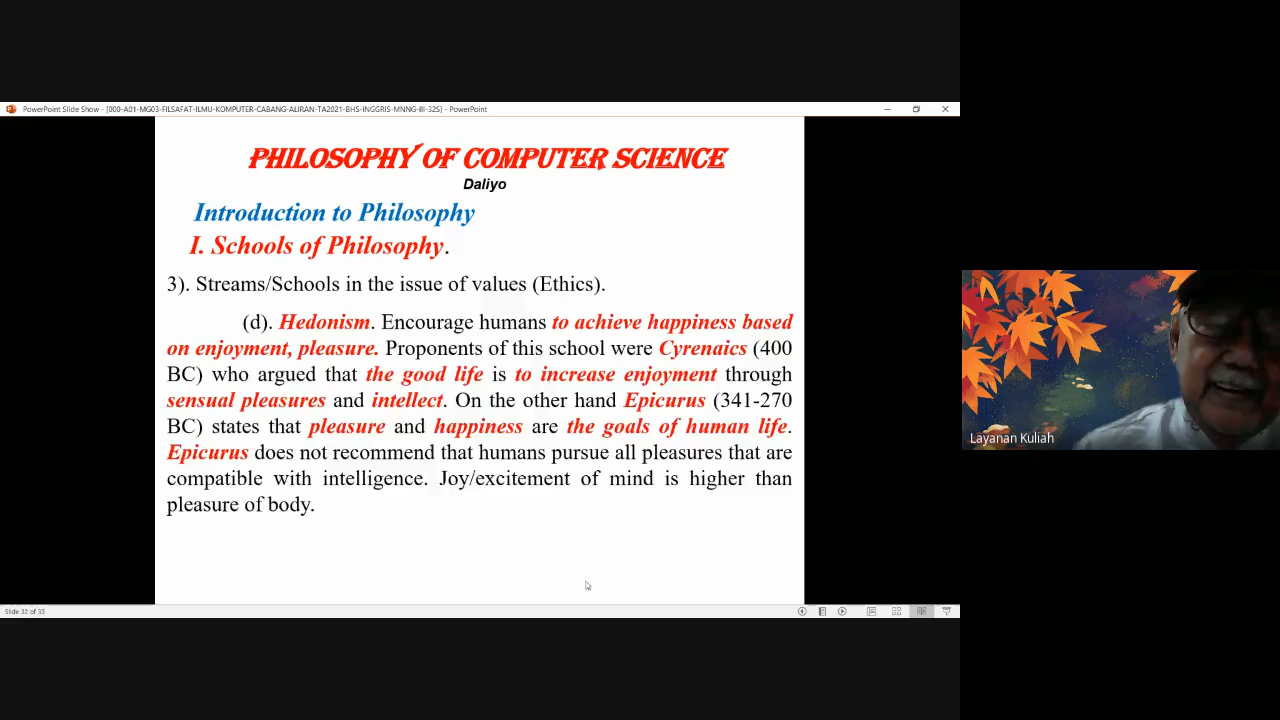 PowerPoint Slide Show - [000-A01-MG03-FILSAFAT-ILMU-KOMPUTER-CABANG-ALIRAN-TA2021-BHS-INGGRIS-MNNG-III-32S] - PowerPoint
PHILOSOPHY OF COMPUTER SCIENCE
Daliyo
Introduction to Philosophy
I. Schools of Philosophy.
3). Streams/Schools in the issue of values (Ethics).
(d). Hedonism. Encourage humans to achieve happiness based
on enjoyment, pleasure. Proponents of this school were Cyrenaics (400
BC) who argued that the good life is to increase enjoyment through
sensual pleasures and intellect. On the other hand Epicurus (341-270
BC) states that pleasure and happiness are the goals of human life.
Epicurus does not recommend that humans pursue all pleasures that are
compatible with intelligence. Joy/excitement of mind is higher than
pleasure of body.
Layanan Kuliah
Slide 32 of 33